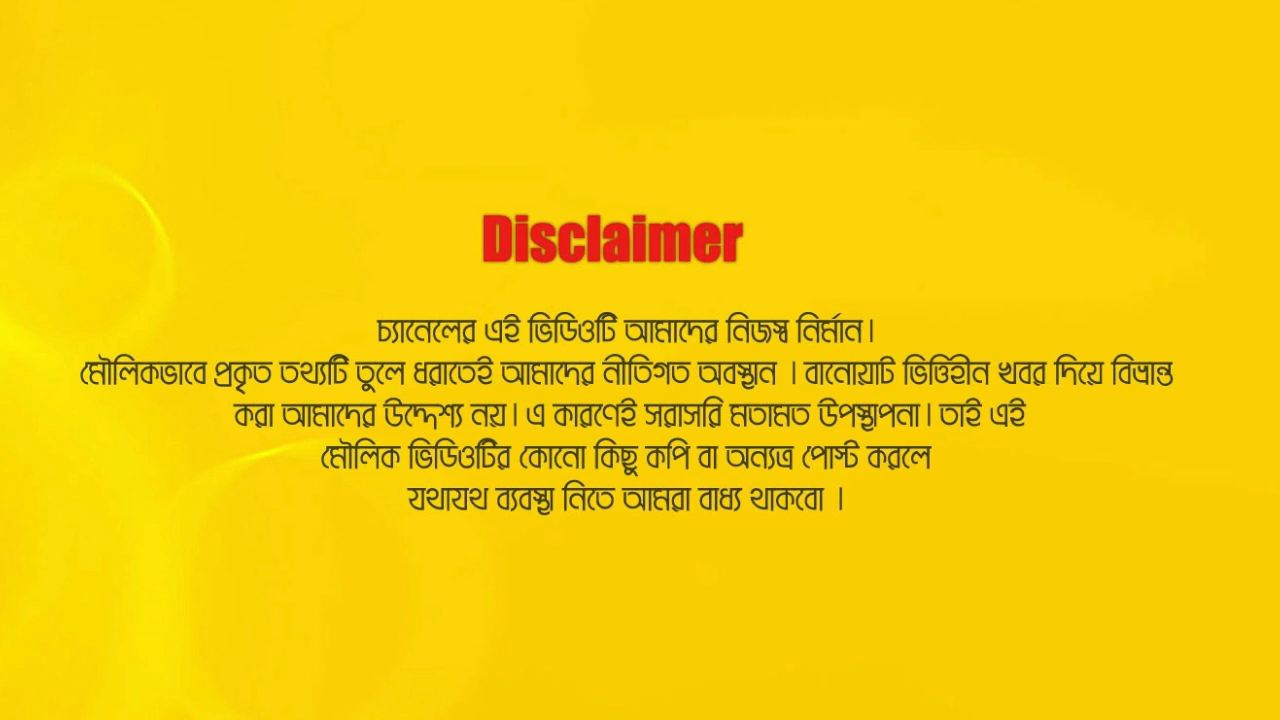 Disclaimer
চ্যানেলের এই ভিডিওটি আমাদের নিজস্ব নির্মান।
মৌলিকভাবে প্রকৃত তথ্যটি তুলে ধরাতেই আমাদের নীতিগত অবস্থান । বানোয়াট ভিত্তিহীন খবর দিয়ে বিভ্রান্ত
করা আমাদের উদ্দেশ্য নয়। এ কারণেই সরাসরি মতামত উপস্থাপনা। তাই এই
মৌলিক ভিডিওটির কোনো কিছু কপি বা অন্যত্র পোস্ট করলে
যথাযথ ব্যবস্থা নিতে আমরা বাধ্য থাকবো ।